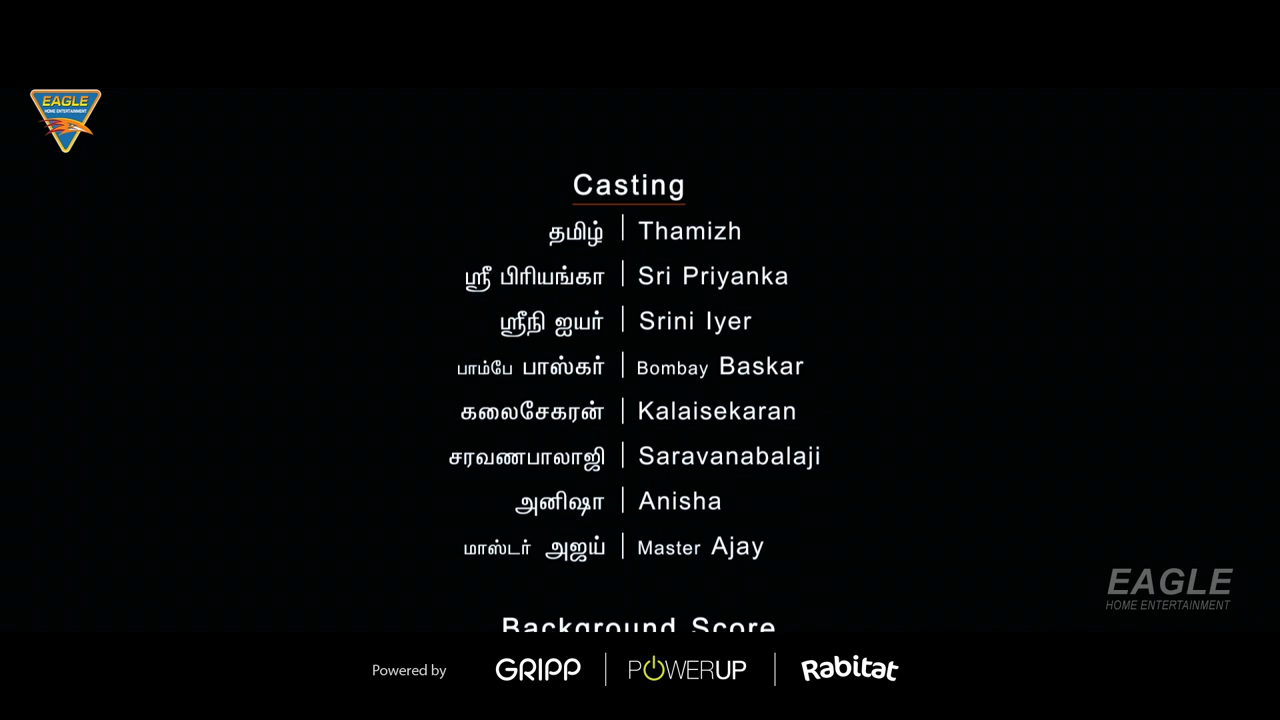 EAGLE
HOME ENTERTAINMENT
Casting
தமிழ் | Thamizh
ஸ்ரீ பிரியங்கா | Sri Priyanka
ஸ்ரீநி ஐயர் | Srini Iyer
பாம்பே பாஸ்கர் | Bombay Baskar
கலைசேகரன் | Kalaisekaran
சரவணபாலாஜி | Saravanabalaji
அனிஷா | Anisha
மாஸ்டர் அஜய் | Master Ajay
EAGLE
HOME ENTERTAINMENT
Background Score
Powered by GRIPP | POWERUP | Rabitat